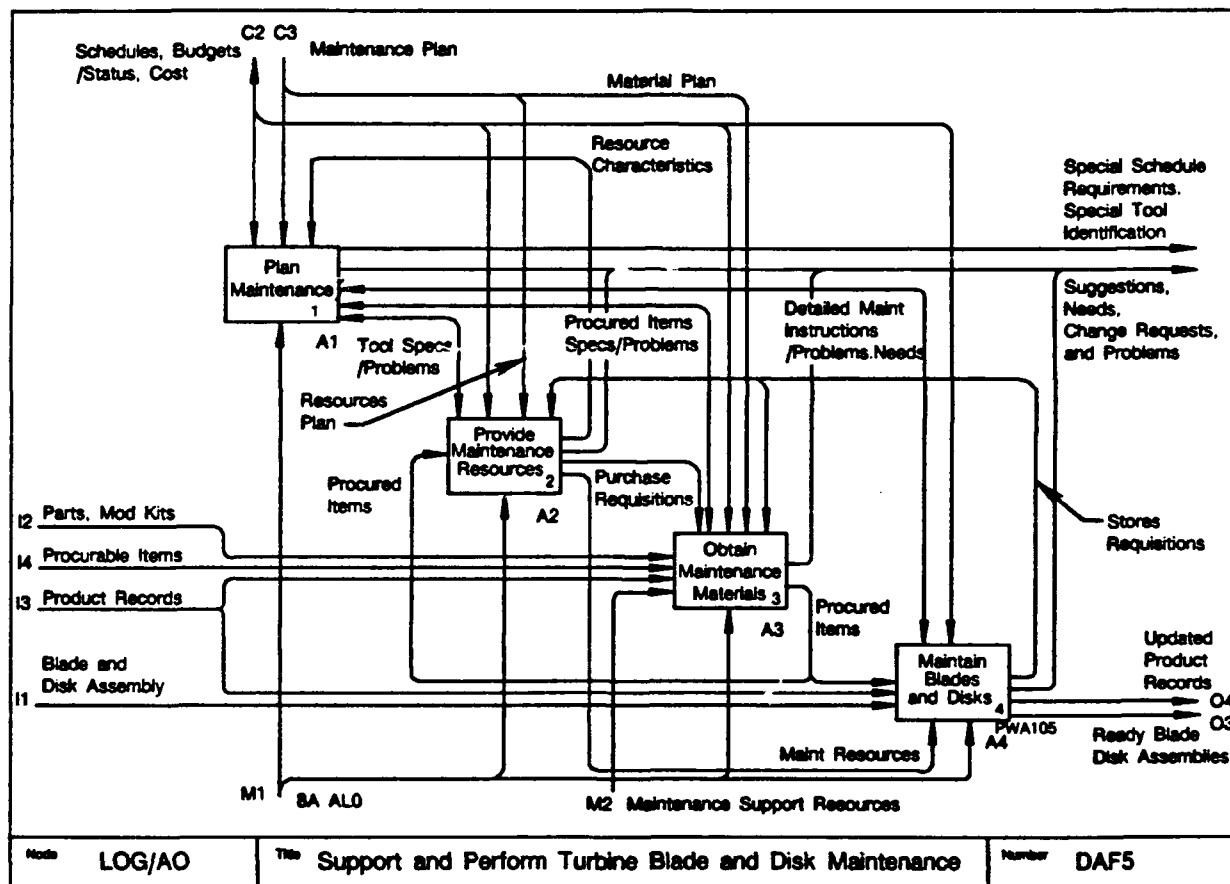 C2 C3
Schedules, Budgets
/Status, Cost
Maintenance Plan
Material Plan
Resource
Characteristics
Special Schedule
Requirements.
Special Tool
Identification
Plan
Maintenance
1
A1
Suggestions,
Needs,
Change Requests,
and Problems
Tool Specs
/Problems
Procured Items
Specs/Problems
Detailed Maint
Instructions
/Problems.Needs
Resources
Plan
Provide
Maintenance
Resources 2
A2
Procured
Items
Purchase
Requisitions
Stores
Requisitions
I2 Parts, Mod Kits
I4 Procurable Items
I3 Product Records
Obtain
Maintenance
Materials 3
A3
Procured
Items
Blade and
Disk Assembly
I1
Maintain
Blades
and Disks 4
PWA105
A4
Updated
Product
Records
O4
O3
Ready Blade
Disk Assemblies
Maint Resources
M1 8A AL0
M2 Maintenance Support Resources
Node LOG/AO
Title Support and Perform Turbine Blade and Disk Maintenance
Number DAF5